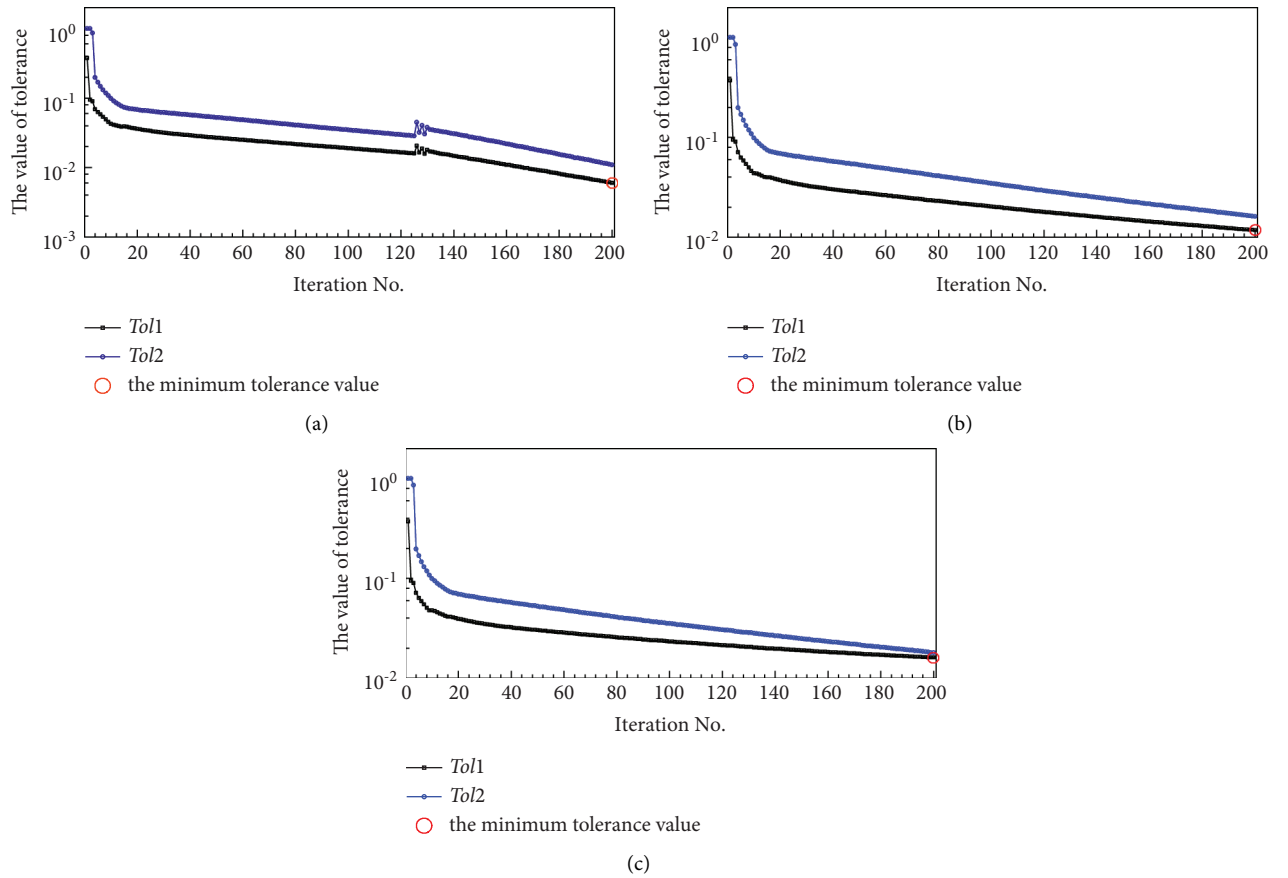 The value of tolerance
10⁰
10⁻¹
10⁻²
10⁻³
0 20 40 60 80 100 120 140 160 180 200
Iteration No.
Tol1
Tol2
the minimum tolerance value
(a)
The value of tolerance
10⁰
10⁻¹
10⁻²
0 20 40 60 80 100 120 140 160 180 200
Iteration No.
Tol1
Tol2
the minimum tolerance value
(b)
The value of tolerance
10⁰
10⁻¹
10⁻²
0 20 40 60 80 100 120 140 160 180 200
Iteration No.
Tol1
Tol2
the minimum tolerance value
(c)